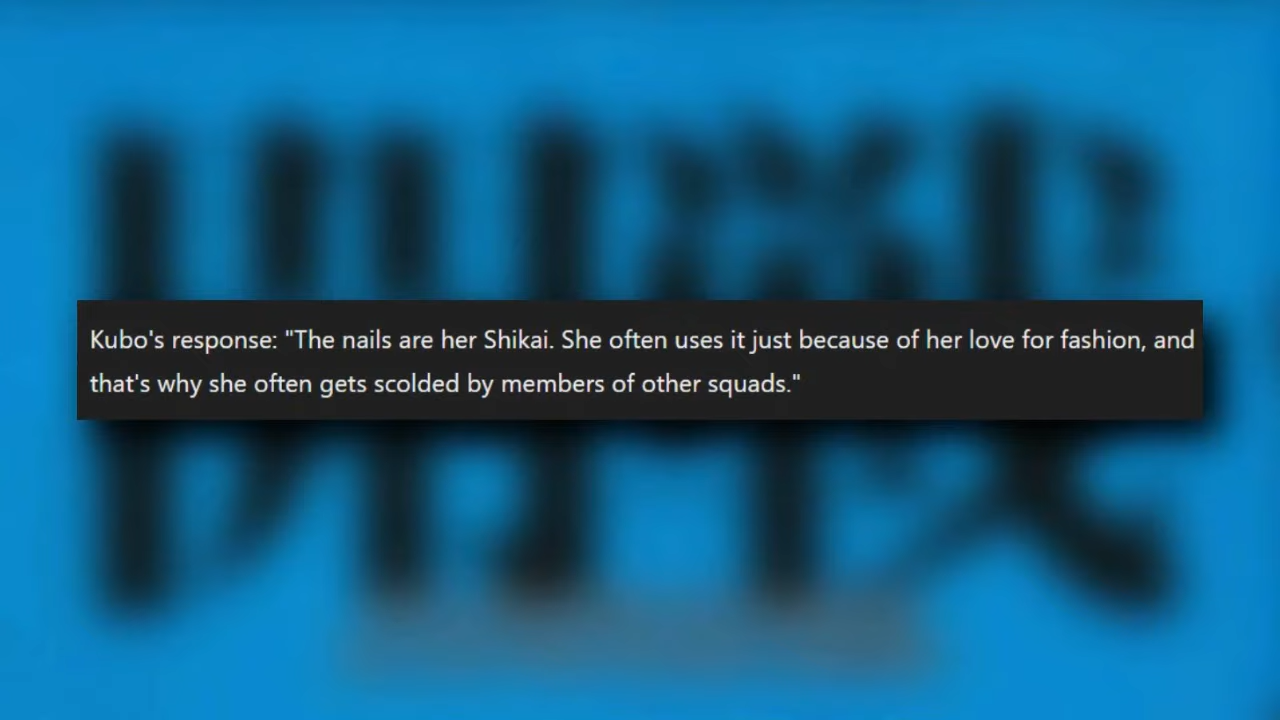 Kubo's response: "The nails are her Shikai. She often uses it just because of her love for fashion, and
that's why she often gets scolded by members of other squads."